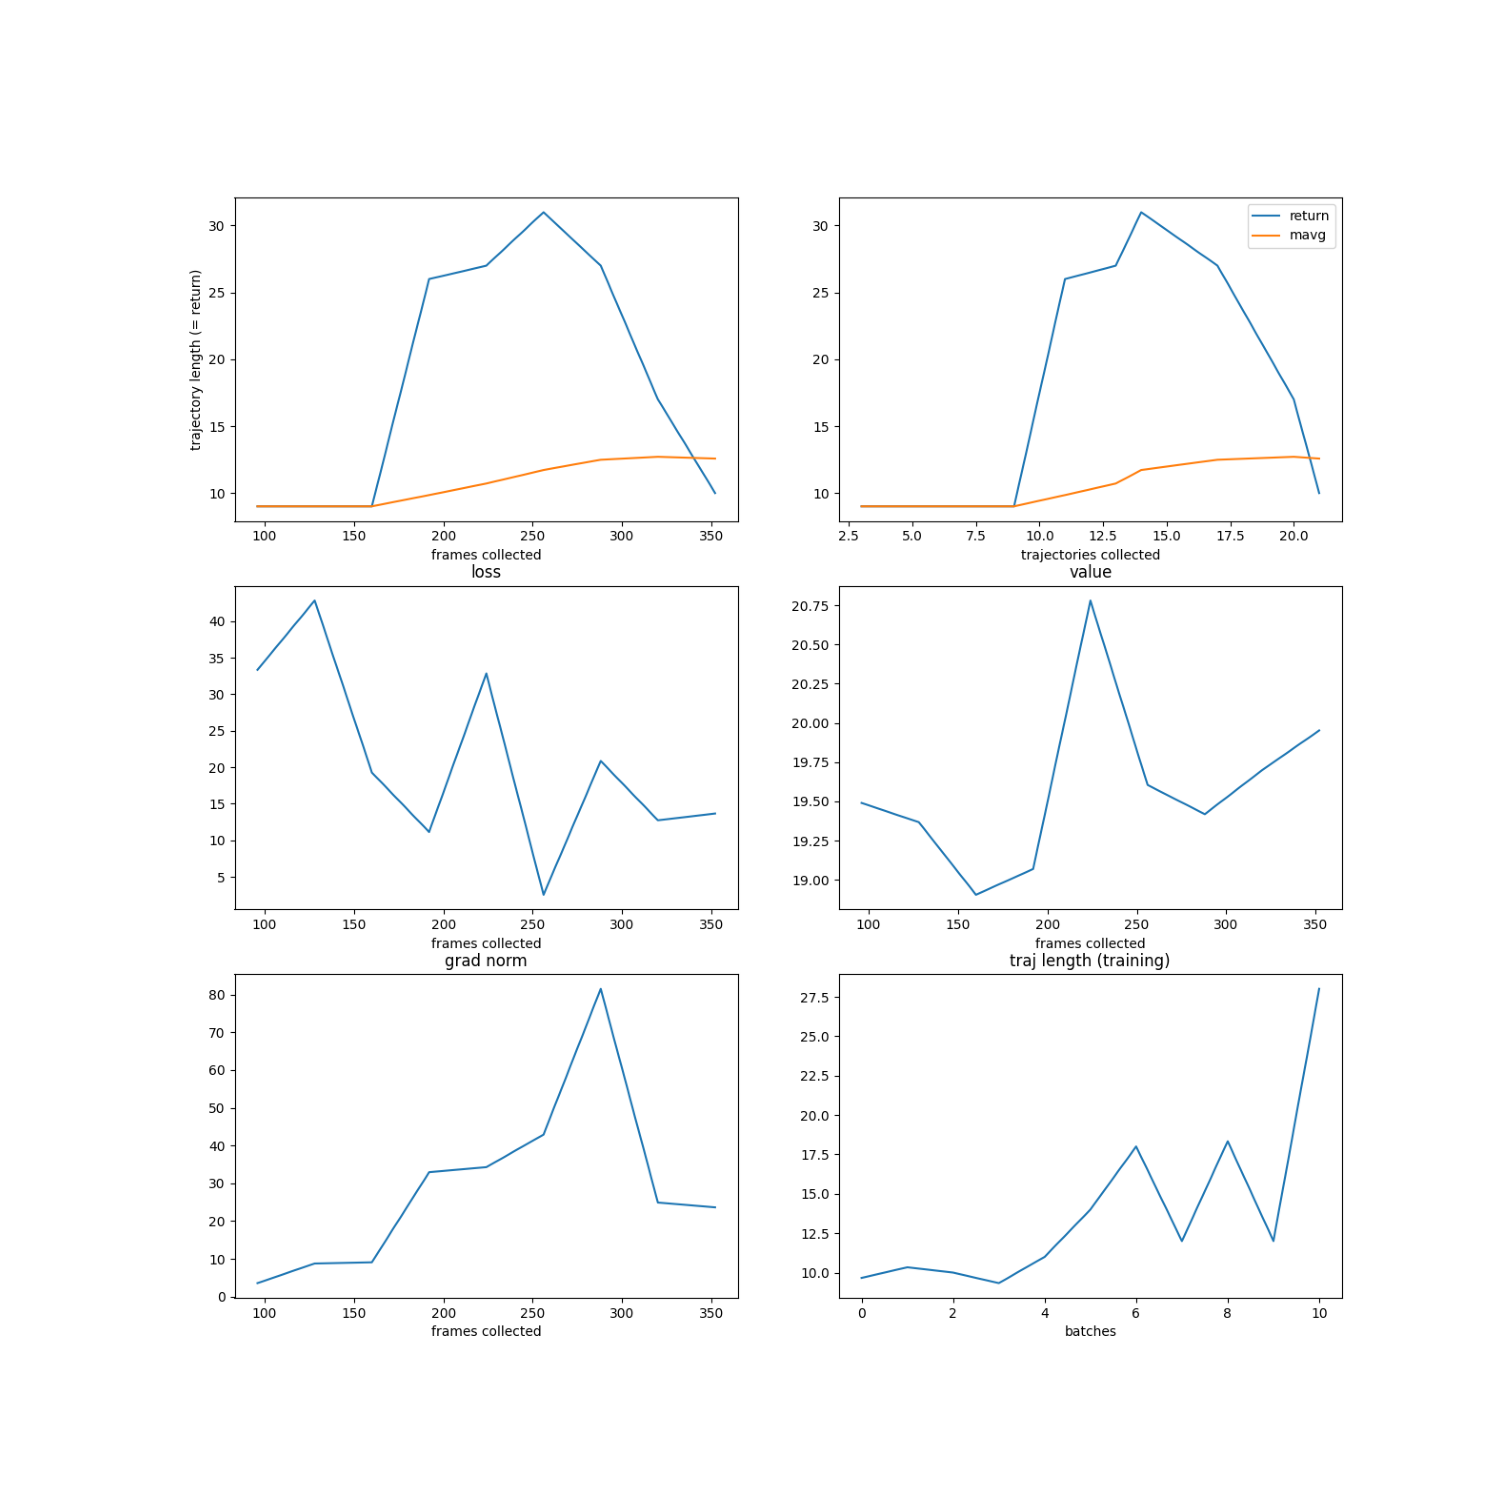 30
25
20
15
10
trajectory length (= return)
100 150 200 250 300 350
frames collected
return
mavg
30
25
20
15
10
2.5 5.0 7.5 10.0 12.5 15.0 17.5 20.0
trajectories collected
loss
40
35
30
25
20
15
10
5
100 150 200 250 300 350
frames collected
value
20.75
20.50
20.25
20.00
19.75
19.50
19.25
19.00
100 150 200 250 300 350
frames collected
grad norm
80
70
60
50
40
30
20
10
0
100 150 200 250 300 350
frames collected
traj length (training)
27.5
25.0
22.5
20.0
17.5
15.0
12.5
10.0
0 2 4 6 8 10
batches